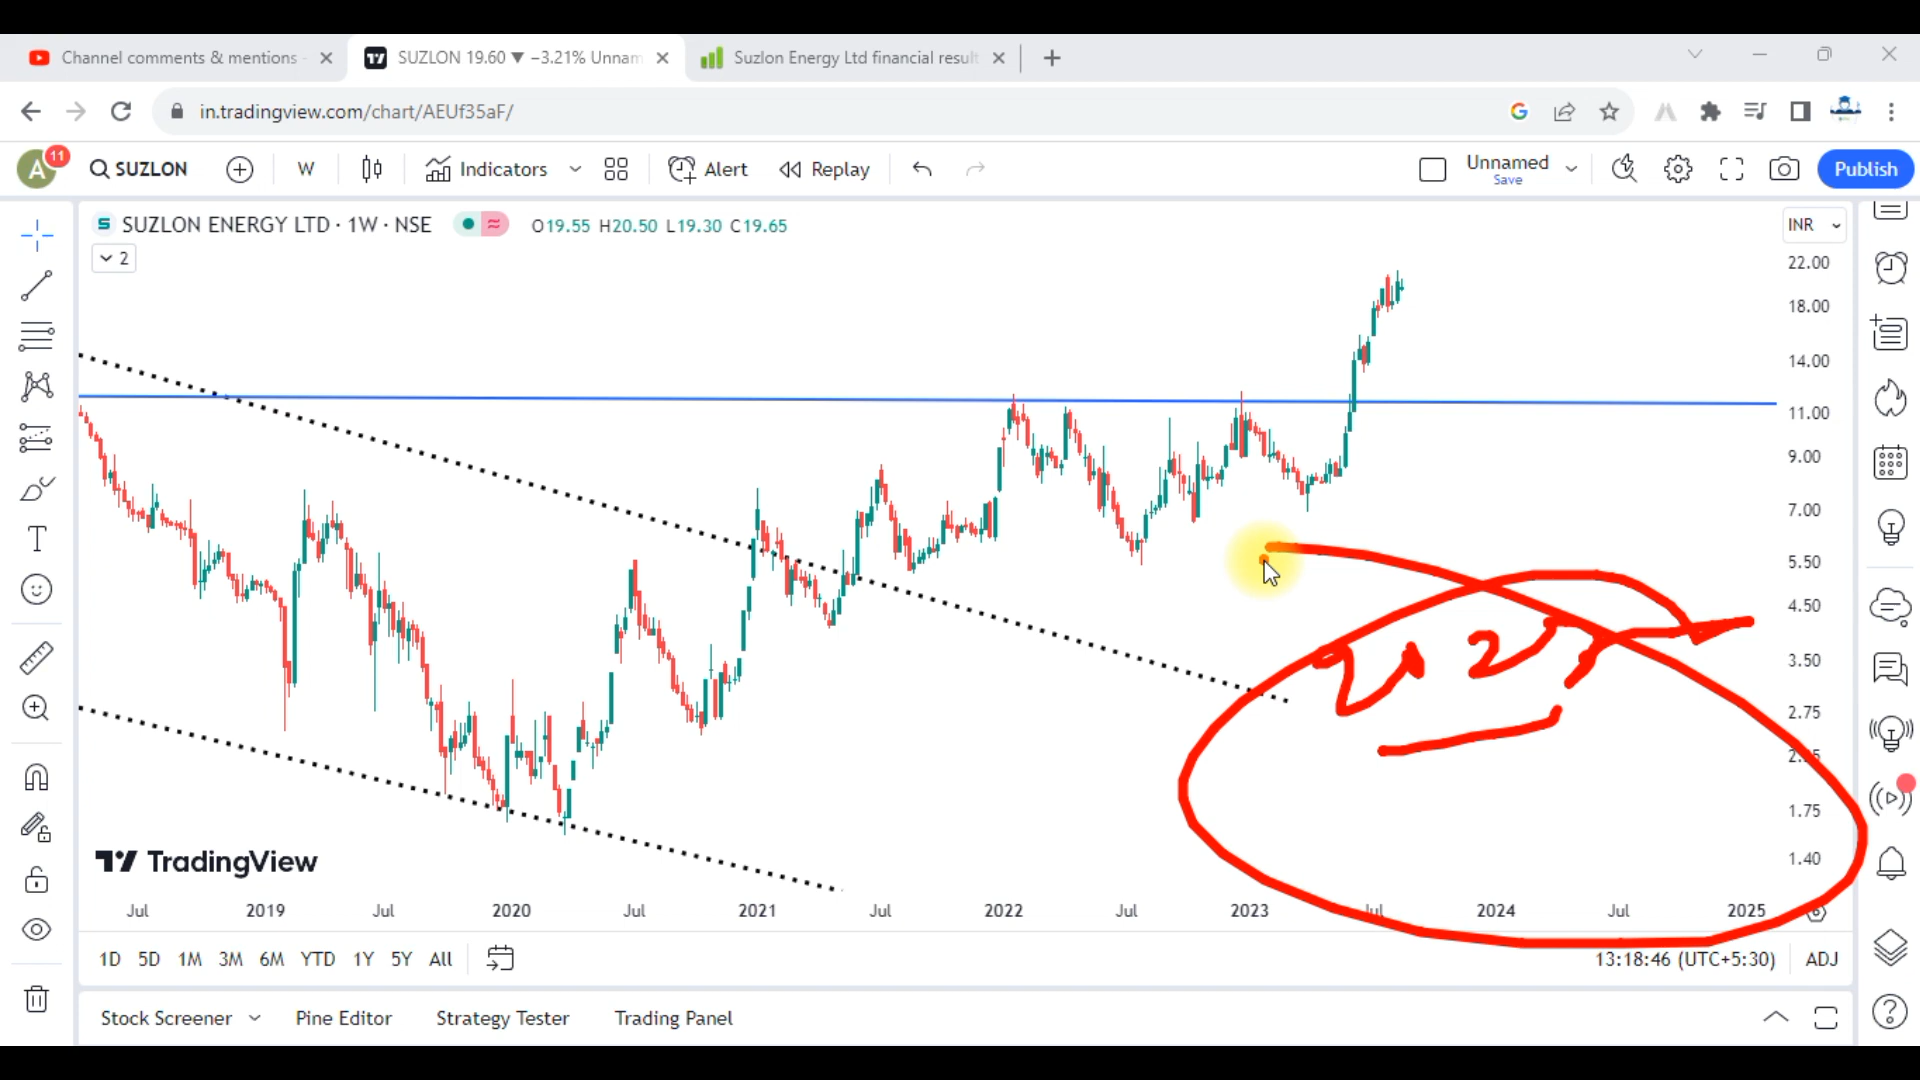 Channel comments & mentions -
SUZLON 19.60 ▼ −3.21% Unnam
Suzlon Energy Ltd financial result
in.tradingview.com/chart/AEUf35aF/
A 11
SUZLON
W
Indicators
Alert
Replay
Unnamed
Save
Publish
SUZLON ENERGY LTD · 1W · NSE
O19.55 H20.50 L19.30 C19.65
INR
2
22.00
18.00
14.00
11.00
9.00
7.00
5.50
4.50
3.50
2.75
1.75
1.40
TradingView
Jul 2019 Jul 2020 Jul 2021 Jul 2022 Jul 2023 Jul 2024 Jul 2025
1D 5D 1M 3M 6M YTD 1Y 5Y All
13:18:46 (UTC+5:30) ADJ
Stock Screener Pine Editor Strategy Tester Trading Panel